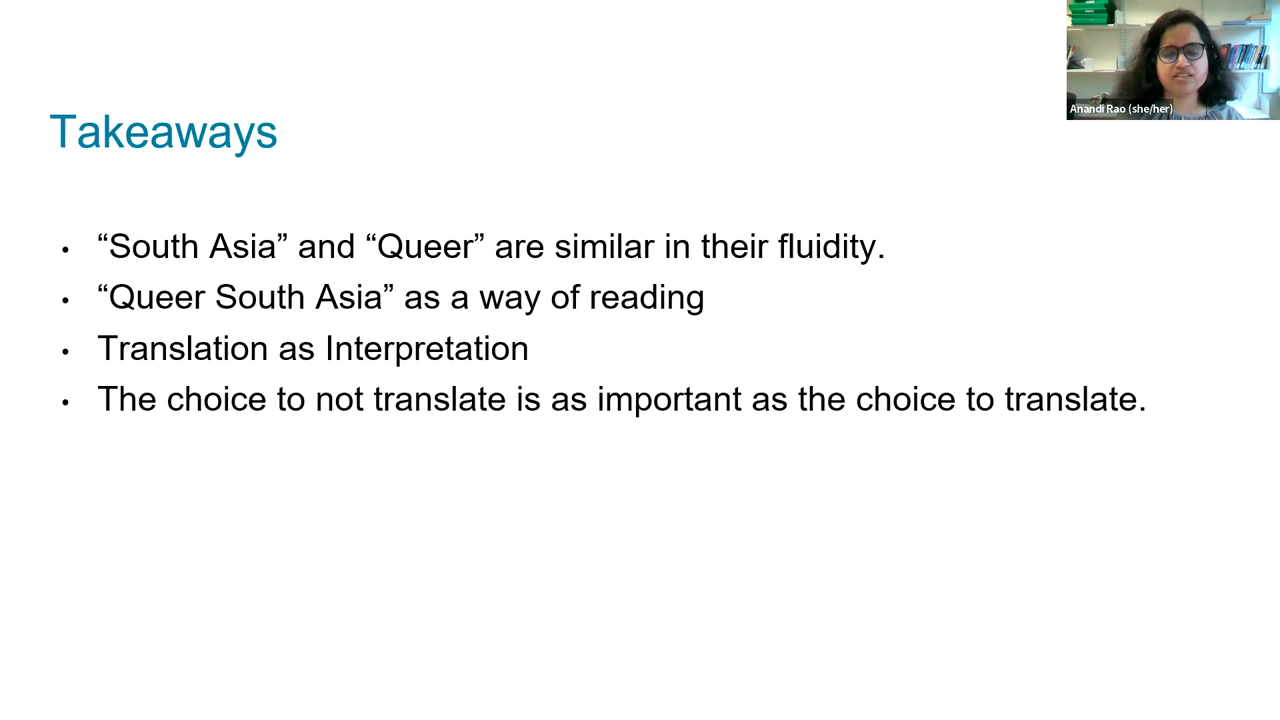 Anandi Rao (she/her)
Takeaways
• “South Asia” and “Queer” are similar in their fluidity.
• “Queer South Asia” as a way of reading
• Translation as Interpretation
• The choice to not translate is as important as the choice to translate.